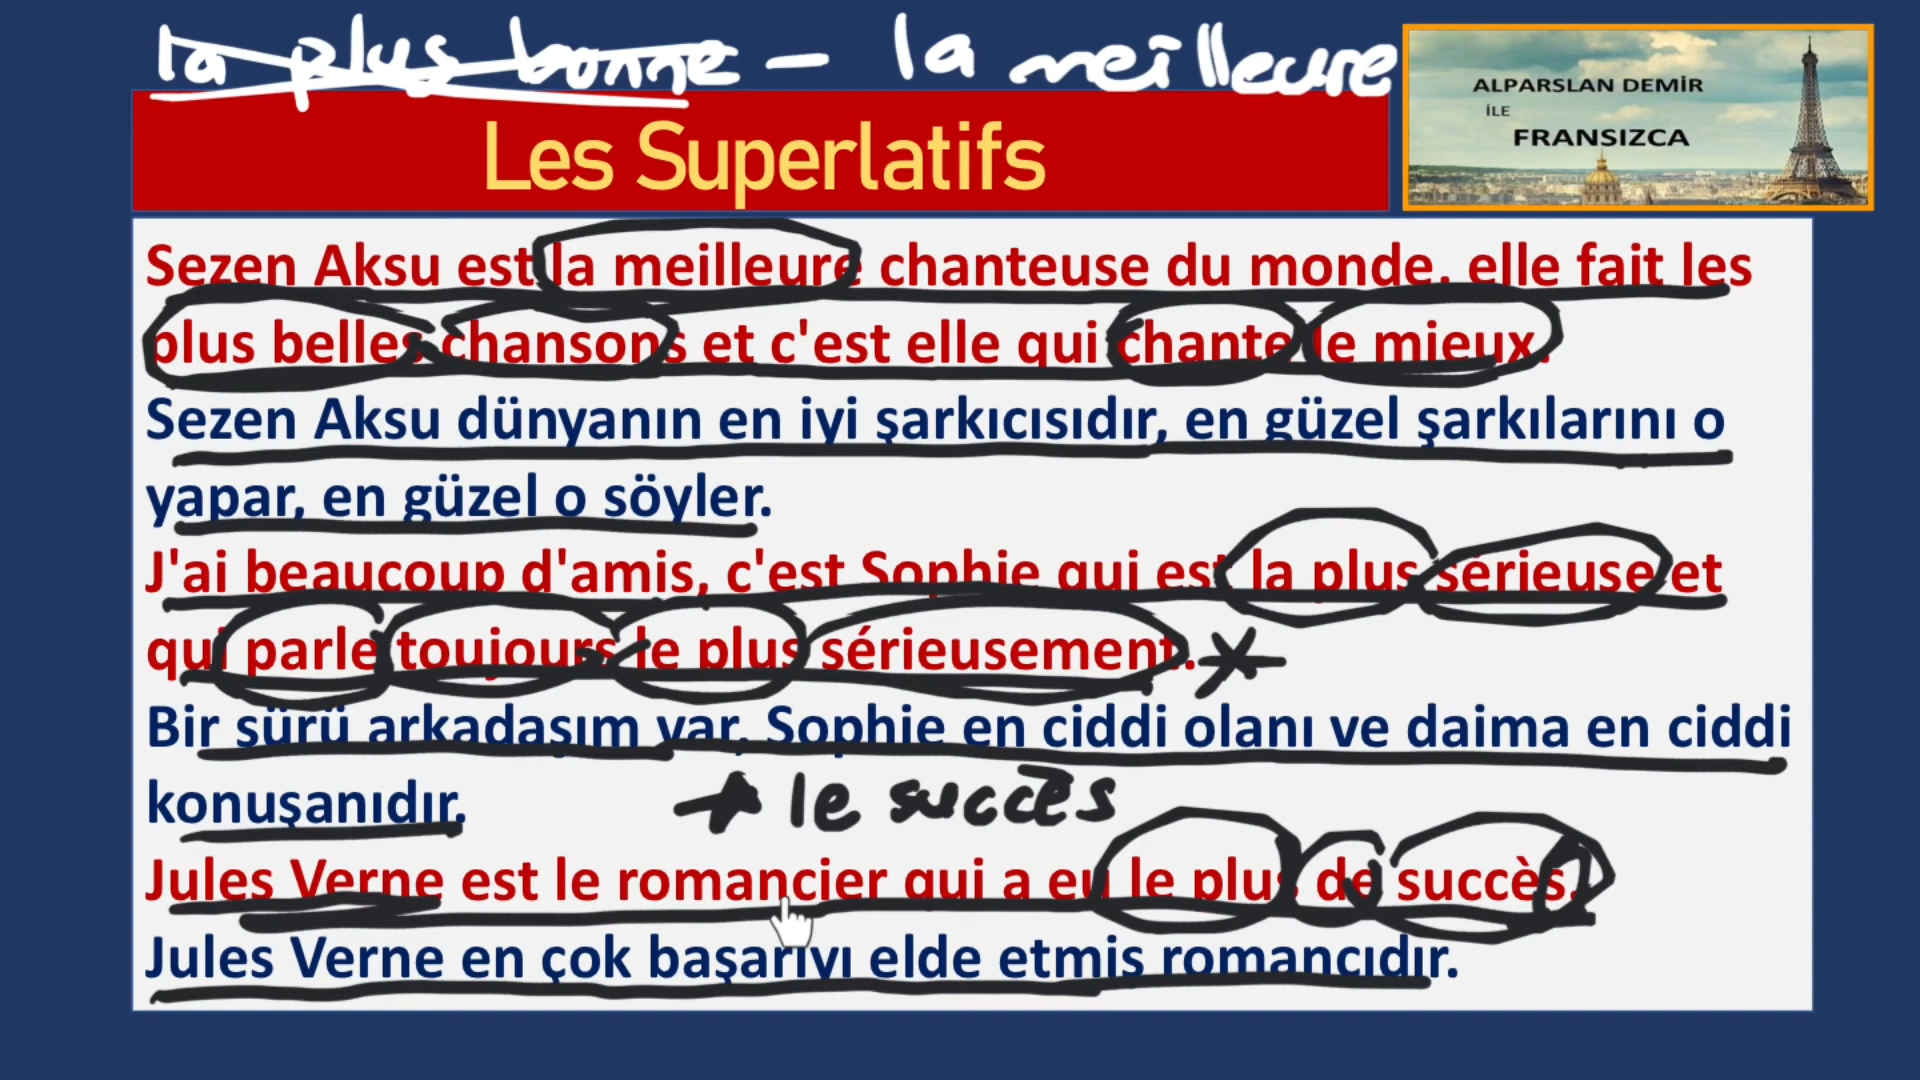 la plus bonne – la meilleure
ALPARSLAN DEMİR
İLE
FRANSIZCA
Les Superlatifs
Sezen Aksu est la meilleure chanteuse du monde, elle fait les
plus belles chansons et c'est elle qui chante le mieux.
Sezen Aksu dünyanın en iyi şarkıcısıdır, en güzel şarkılarını o
yapar, en güzel o söyler.
J'ai beaucoup d'amis, c'est Sophie qui est la plus sérieuse et
qui parle toujours le plus sérieusement.
Bir sürü arkadaşım var, Sophie en ciddi olanı ve daima en ciddi
konuşanıdır.
→ le succès
Jules Verne est le romancier qui a eu le plus de succès.
Jules Verne en çok başarıyı elde etmiş romancıdır.